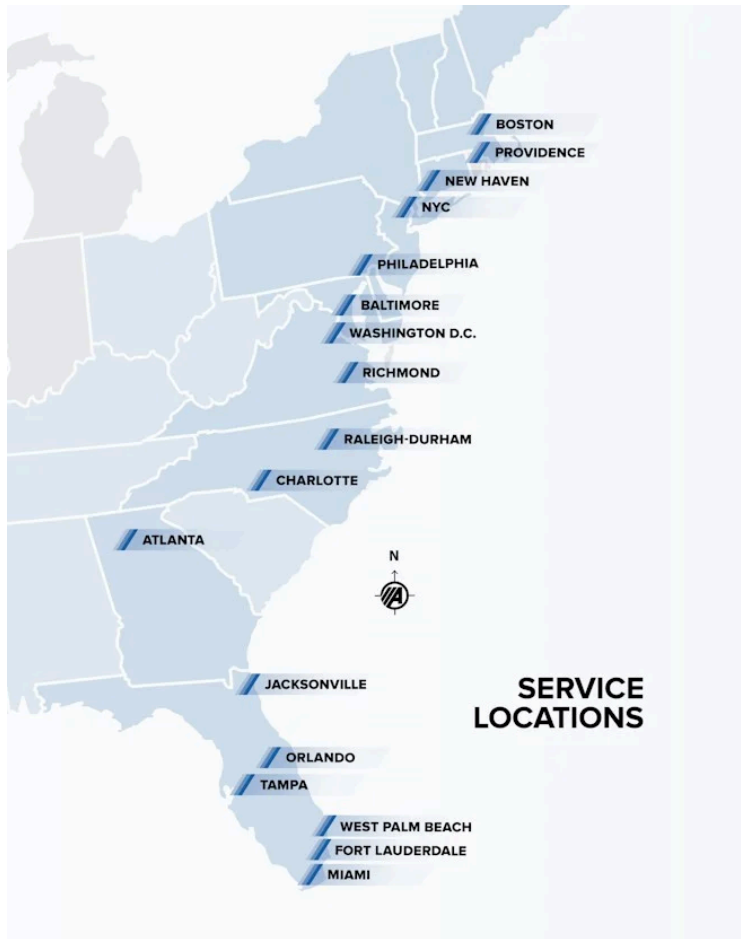 BOSTON
PROVIDENCE
NEW HAVEN
NYC
PHILADELPHIA
BALTIMORE
WASHINGTON D.C.
RICHMOND
RALEIGH-DURHAM
CHARLOTTE
ATLANTA
N
A
JACKSONVILLE
SERVICE
LOCATIONS
ORLANDO
TAMPA
WEST PALM BEACH
FORT LAUDERDALE
MIAMI